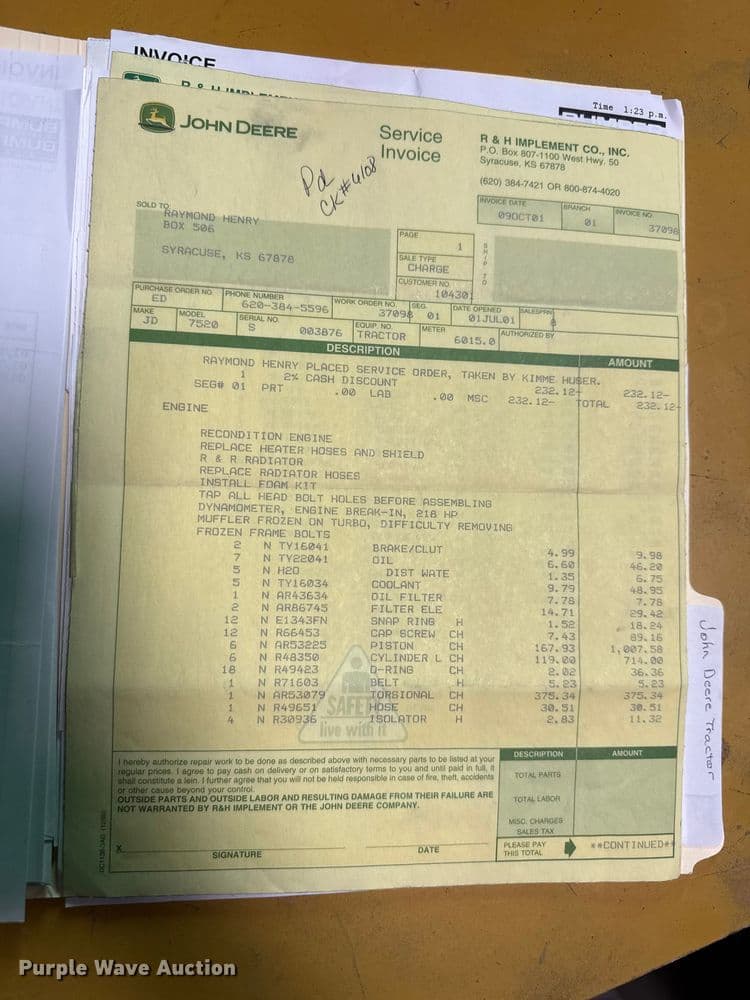 INVOICE
Time 1:23 p.m.
JOHN DEERE
Service
Invoice
R & H IMPLEMENT CO., INC.
P.O. Box 807-1100 West Hwy. 50
Syracuse, KS 67878
(620) 384-7421 OR 800-874-4020
Pd
CK#4108
INVOICE DATE BRANCH INVOICE NO.
09OCT01 01 37098
SOLD TO
RAYMOND HENRY
BOX 506
SYRACUSE, KS 67878
PAGE
1
SALE TYPE
CHARGE
CUSTOMER NO.
104301
SHIP TO
PURCHASE ORDER NO. PHONE NUMBER WORK ORDER NO. SEG. DATE OPENED SALESPRN
ED 620-384-5596 37098 01 01JUL01 8
MAKE MODEL SERIAL NO. EQUIP. NO. METER AUTHORIZED BY
JD 7520 S 003876 TRACTOR 6015.0
DESCRIPTION AMOUNT
RAYMOND HENRY PLACED SERVICE ORDER, TAKEN BY KIMME HUSER.
1 2% CASH DISCOUNT 232.12- 232.12-
SEG# 01 PRT .00 LAB .00 MSC 232.12- TOTAL 232.12-
ENGINE
RECONDITION ENGINE
REPLACE HEATER HOSES AND SHIELD
R & R RADIATOR
REPLACE RADIATOR HOSES
INSTALL FOAM KIT
TAP ALL HEAD BOLT HOLES BEFORE ASSEMBLING
DYNAMOMETER, ENGINE BREAK-IN, 218 HP
MUFFLER FROZEN ON TURBO, DIFFICULTY REMOVING
FROZEN FRAME BOLTS
2 N TY16041 BRAKE/CLUT 4.99 9.98
7 N TY22041 OIL 6.60 46.20
5 N H2O DIST WATE 1.35 6.75
5 N TY16034 COOLANT 9.79 48.95
1 N AR43634 OIL FILTER 7.78 7.78
2 N AR86745 FILTER ELE 14.71 29.42
12 N E1343FN SNAP RING H 1.52 18.24
12 N R66453 CAP SCREW CH 7.43 89.16
6 N AR53225 PISTON CH 167.93 1,007.58
6 N R48350 CYLINDER L CH 119.00 714.00
18 N R49423 O-RING CH 2.02 36.36
1 N R71603 BELT H 5.23 5.23
1 N AR53079 TORSIONAL CH 375.34 375.34
1 N R49651 HOSE CH 30.51 30.51
4 N R30936 ISOLATOR H 2.83 11.32
SAFETY
live with it
I hereby authorize repair work to be done as described above with necessary parts to be listed at your
regular prices. I agree to pay cash on delivery or on satisfactory terms to you and until paid in full, it
shall constitute a lein. I further agree that you will not be held responsible in case of fire, theft, accidents
or other cause beyond your control.
OUTSIDE PARTS AND OUTSIDE LABOR AND RESULTING DAMAGE FROM THEIR FAILURE ARE
NOT WARRANTED BY R&H IMPLEMENT OR THE JOHN DEERE COMPANY.
X
SIGNATURE DATE
DESCRIPTION AMOUNT
TOTAL PARTS
TOTAL LABOR
MISC. CHARGES
SALES TAX
PLEASE PAY
THIS TOTAL
**CONTINUED**
John Deere Tractor
Purple Wave Auction